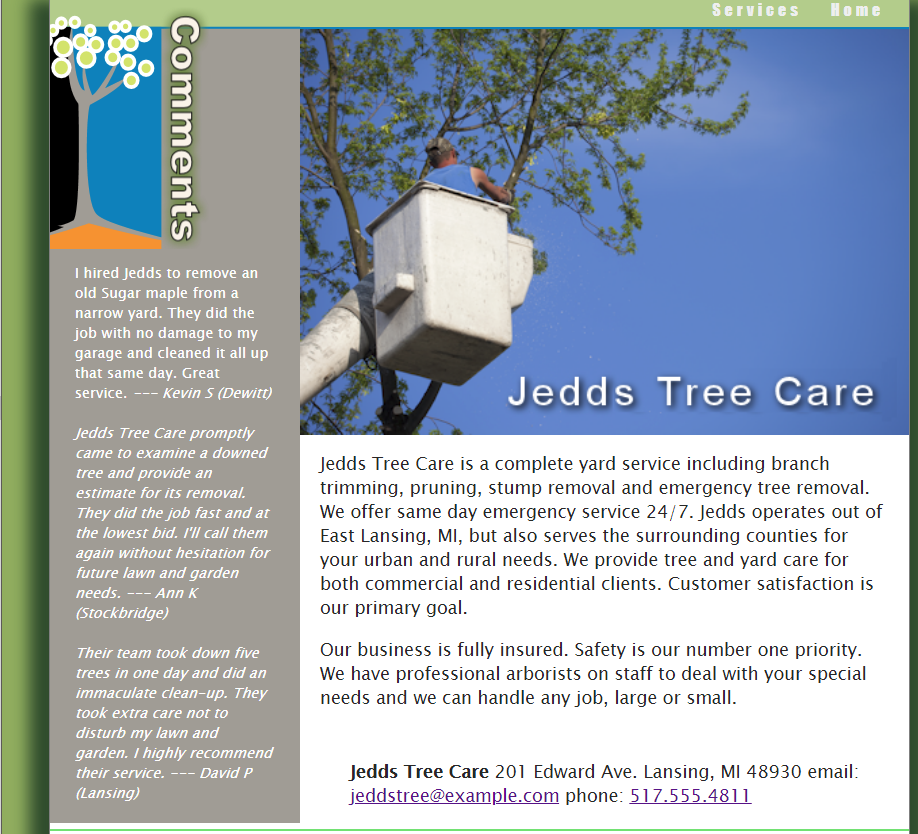 Services Home
Comments
I hired Jedds to remove an
old Sugar maple from a
narrow yard. They did the
job with no damage to my
garage and cleaned it all up
that same day. Great
service. --- Kevin S (Dewitt)
Jedds Tree Care promptly
came to examine a downed
tree and provide an
estimate for its removal.
They did the job fast and at
the lowest bid. I'll call them
again without hesitation for
future lawn and garden
needs. --- Ann K
(Stockbridge)
Their team took down five
trees in one day and did an
immaculate clean-up. They
took extra care not to
disturb my lawn and
garden. I highly recommend
their service. --- David P
(Lansing)
Jedds Tree Care
Jedds Tree Care is a complete yard service including branch
trimming, pruning, stump removal and emergency tree removal.
We offer same day emergency service 24/7. Jedds operates out of
East Lansing, MI, but also serves the surrounding counties for
your urban and rural needs. We provide tree and yard care for
both commercial and residential clients. Customer satisfaction is
our primary goal.
Our business is fully insured. Safety is our number one priority.
We have professional arborists on staff to deal with your special
needs and we can handle any job, large or small.
Jedds Tree Care 201 Edward Ave. Lansing, MI 48930 email:
jeddstree@example.com phone: 517.555.4811